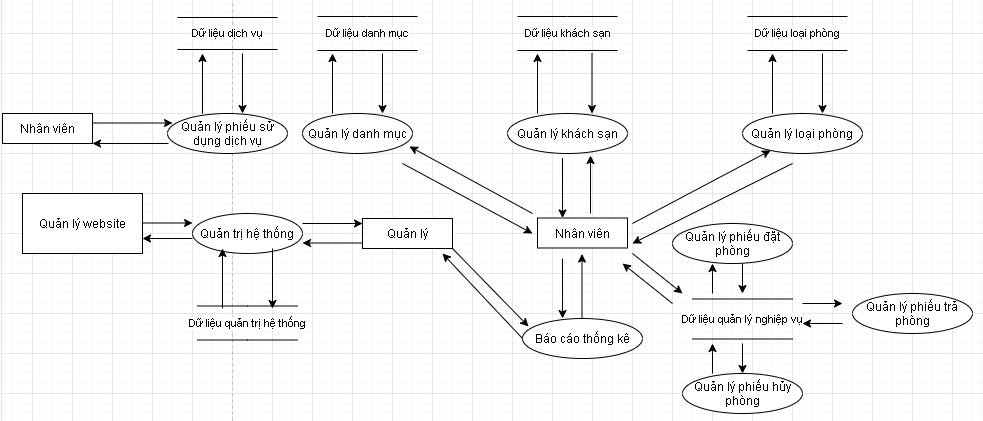 Dữ liệu dịch vụ
Dữ liệu danh mục
Dữ liệu khách sạn
Dữ liệu loại phòng
Nhân viên
Quản lý phiếu sử
dụng dịch vụ
Quản lý danh mục
Quản lý khách sạn
Quản lý loại phòng
Quản lý website
Quản trị hệ thống
Quản lý
Nhân viên
Quản lý phiếu đặt
phòng
Dữ liệu quản trị hệ thống
Báo cáo thống kê
Dữ liệu quản lý nghiệp vụ
Quản lý phiếu trả
phòng
Quản lý phiếu hủy
phòng